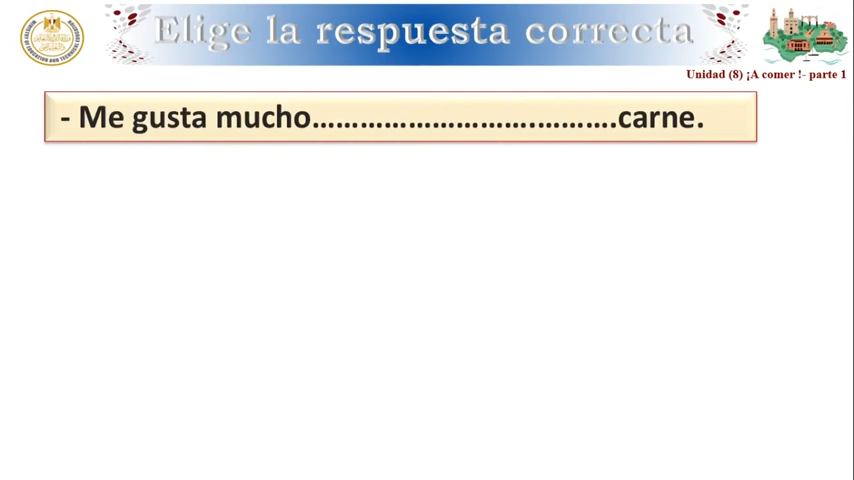 Elige la respuesta correcta
Unidad (8) ¡A comer !- parte 1
- Me gusta mucho……………………….……….carne.